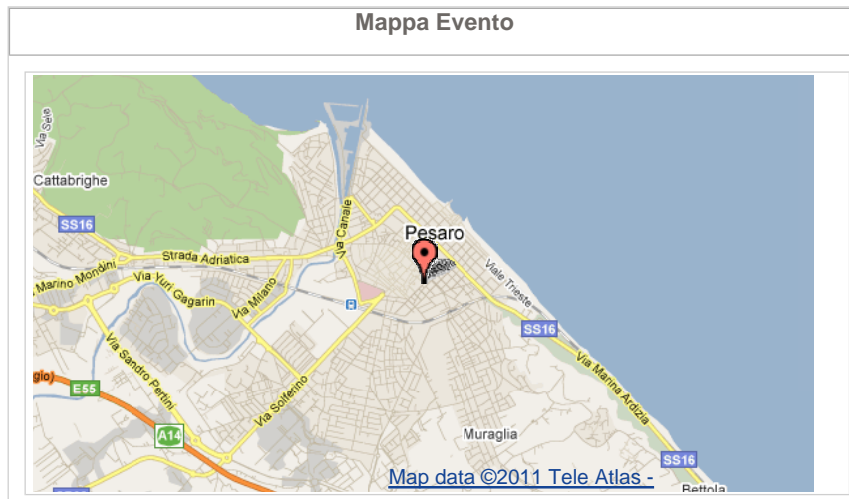 Mappa Evento
Via Sele
Cattabrighe
SS16
Via Canale
Pesaro
Strada Adriatica
Marino Mondini
Via Yuri Gagarin
Via Milano
Viale Trieste
SS16
Via Sandro Pertini
Via Marina Ardizia
gio)
E55
Via Solferino
A14
Muraglia
SS16
Map data ©2011 Tele Atlas -
Bettola